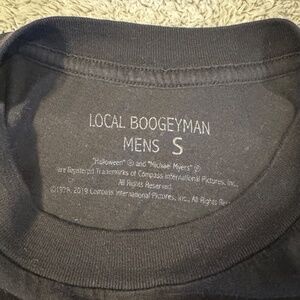 LOCAL BOOGEYMAN
MENS S
"Halloween" ® and "Michael Myers" ®
are Registered Trademarks of Compass International Pictures, Inc.,
All Rights Reserved.
©1978, 2019 Compass International Pictures, Inc., All Rights Res